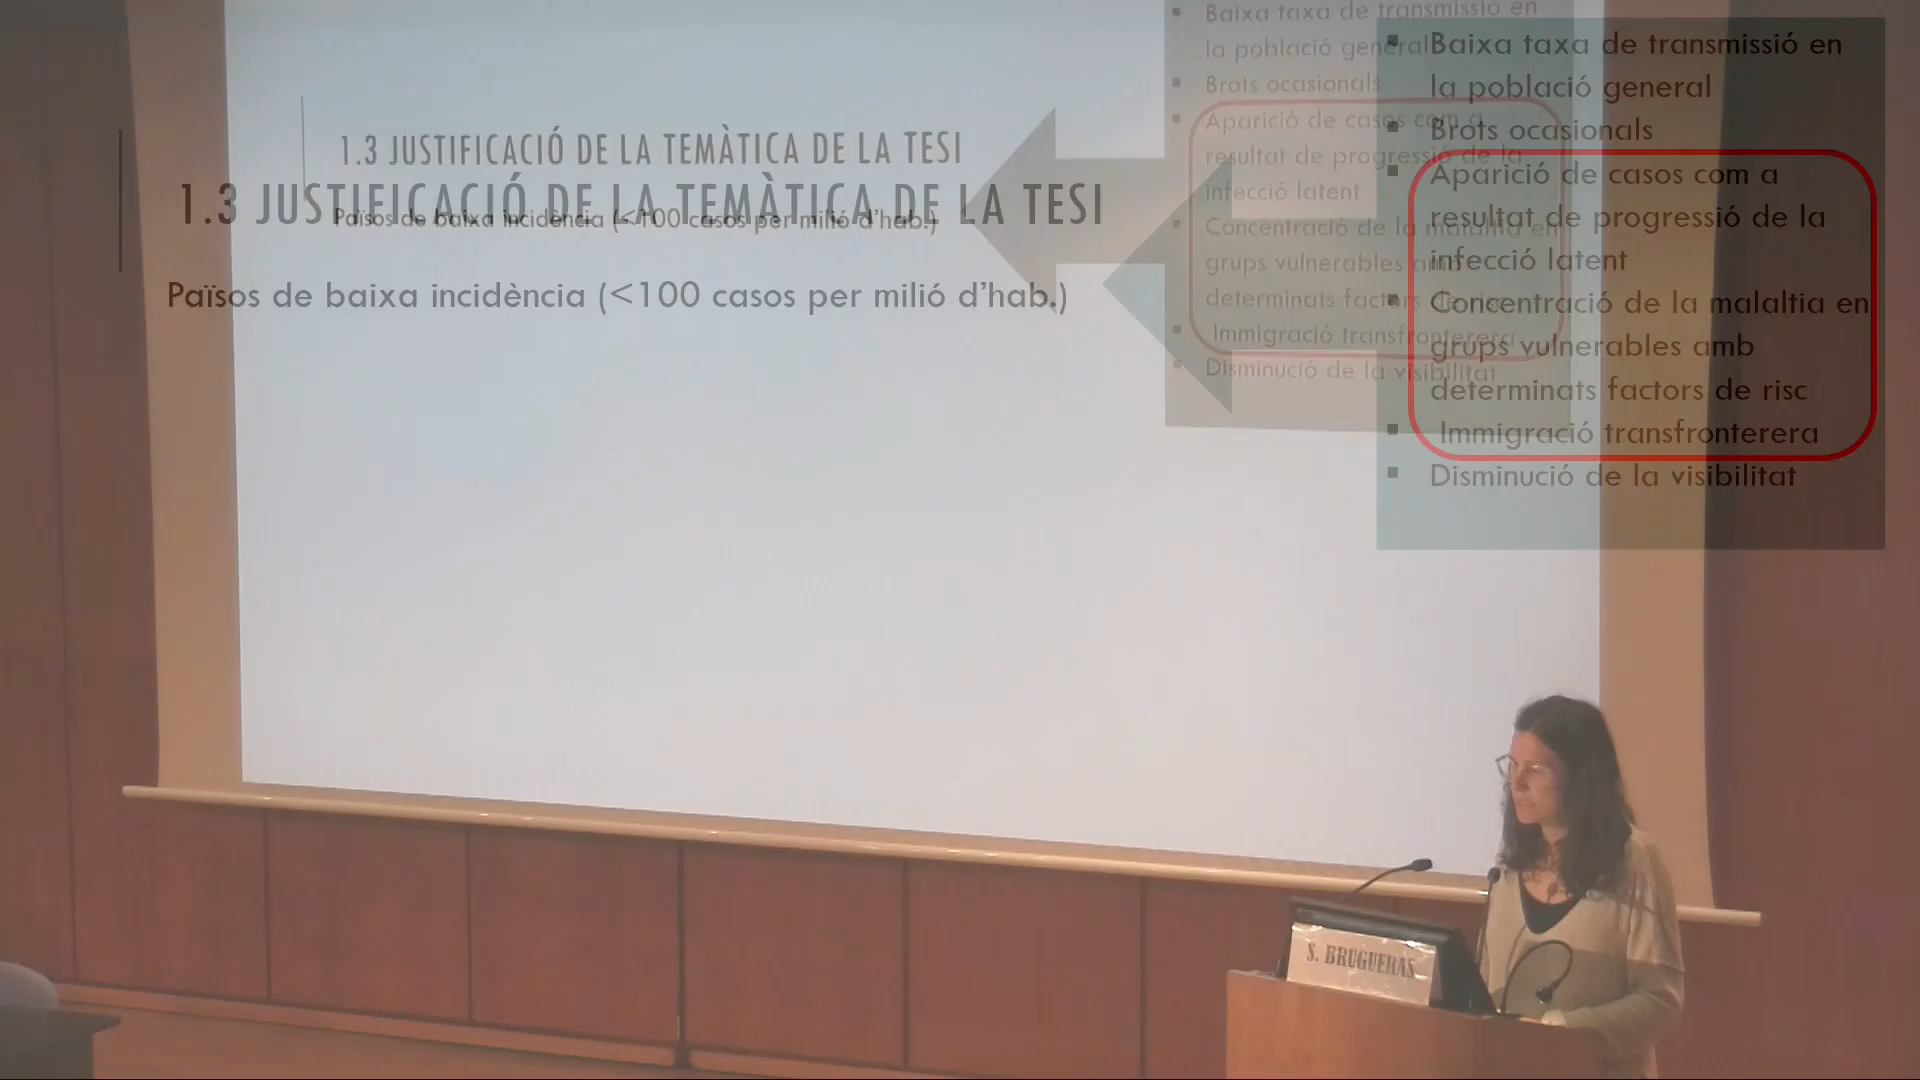 Baixa taxa de transmissió en
la població general
Brots ocasionals
Aparició de casos com a
resultat de progressió de la
infecció latent
Concentració de la malaltia en
grups vulnerables amb
determinats factors de risc
Immigració transfronterera
Disminució de la visibilitat
1.3 JUSTIFICACIÓ DE LA TEMÀTICA DE LA TESI
Països de baixa incidència (<100 casos per milió d'hab.)
1.3 JUSTIFICACIÓ DE LA TEMÀTICA DE LA TESI
Països de baixa incidència (<100 casos per milió d'hab.)
Baixa taxa de transmissió en
la població general
Brots ocasionals
Aparició de casos com a
resultat de progressió de la
infecció latent
Concentració de la malaltia en
grups vulnerables amb
determinats factors de risc
Immigració transfronterera
Disminució de la visibilitat
S. BRUGUERAS